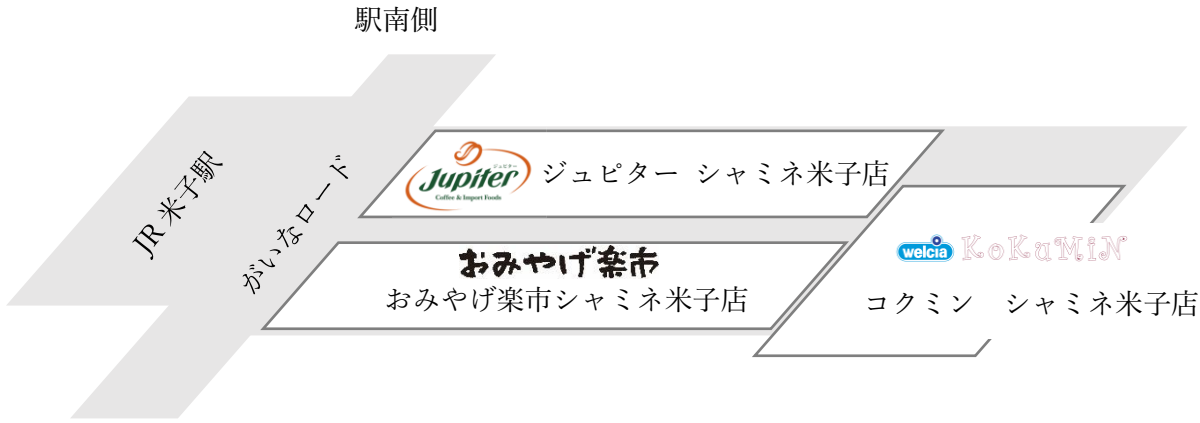 駅南側
JR 米子駅
がいなロード
ジュピター
Jupiter
Coffee & Import Foods
ジュピター シャミネ米子店
おみやげ楽市
おみやげ楽市シャミネ米子店
welcia KoKuMiN
コクミン　シャミネ米子店